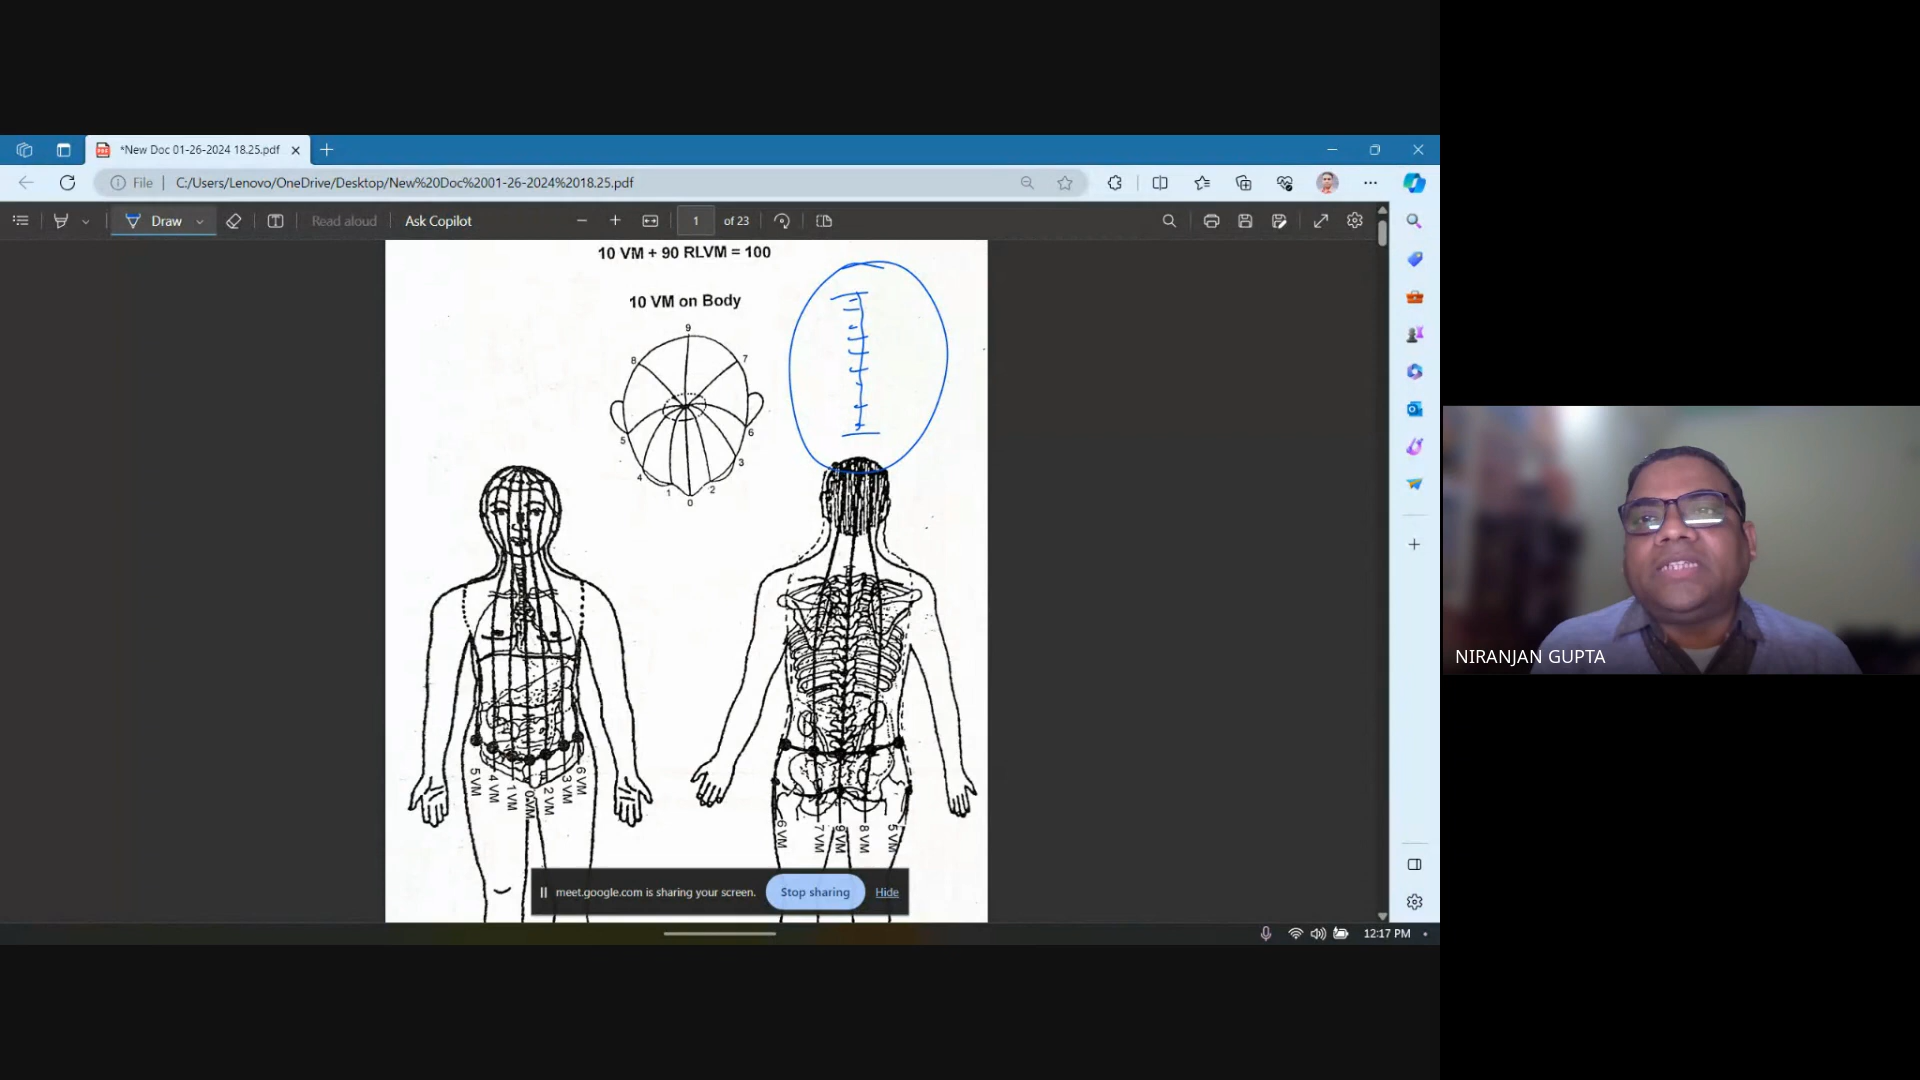 *New Doc 01-26-2024 18.25.pdf
File
C:/Users/Lenovo/OneDrive/Desktop/New%20Doc%2001-26-2024%2018.25.pdf
Draw
Read aloud
Ask Copilot
1 of 23
10 VM + 90 RLVM = 100
10 VM on Body
9
8
7
5
6
3
4
1
2
0
5 VM
4 VM
1 VM
0 VM
2 VM
3 VM
6 VM
6 VM
7 VM
9 VM
8 VM
5 VM
meet.google.com is sharing your screen.
Stop sharing
Hide
12:17 PM
NIRANJAN GUPTA